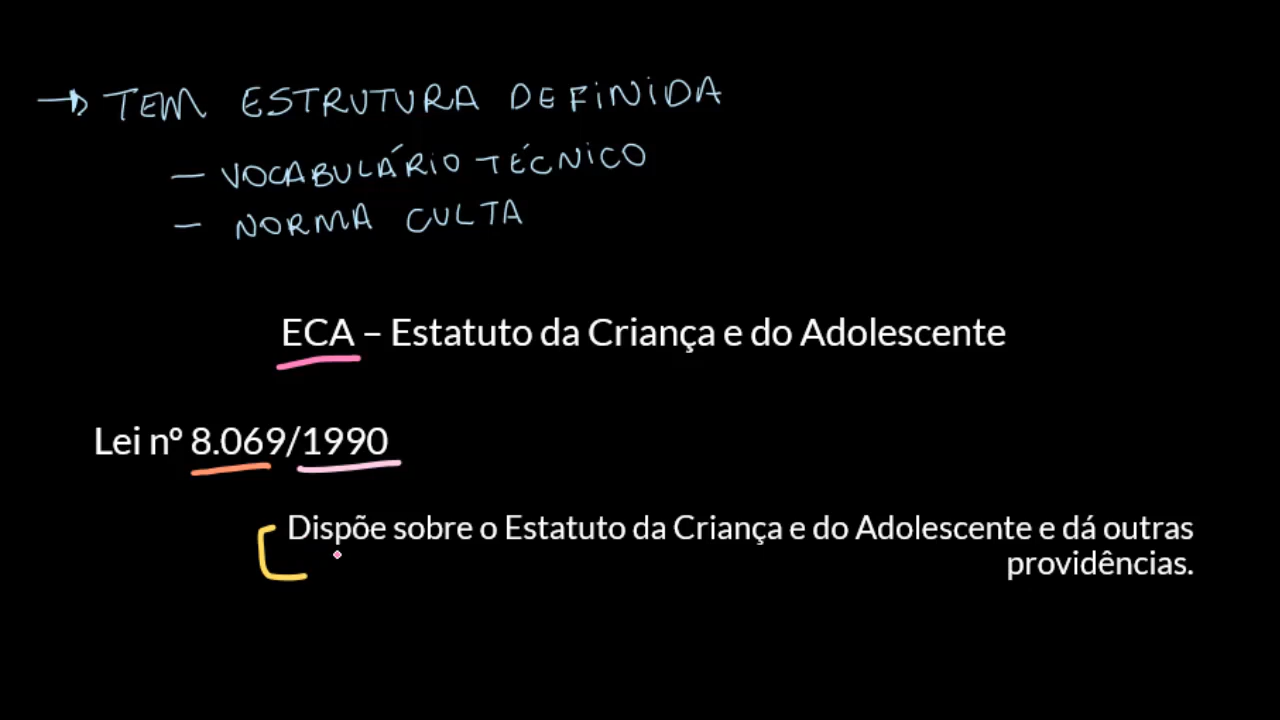 → TEM ESTRUTURA DEFINIDA
— VOCABULÁRIO TÉCNICO
— NORMA CULTA
ECA – Estatuto da Criança e do Adolescente
Lei nº 8.069/1990
Dispõe sobre o Estatuto da Criança e do Adolescente e dá outras
providências.